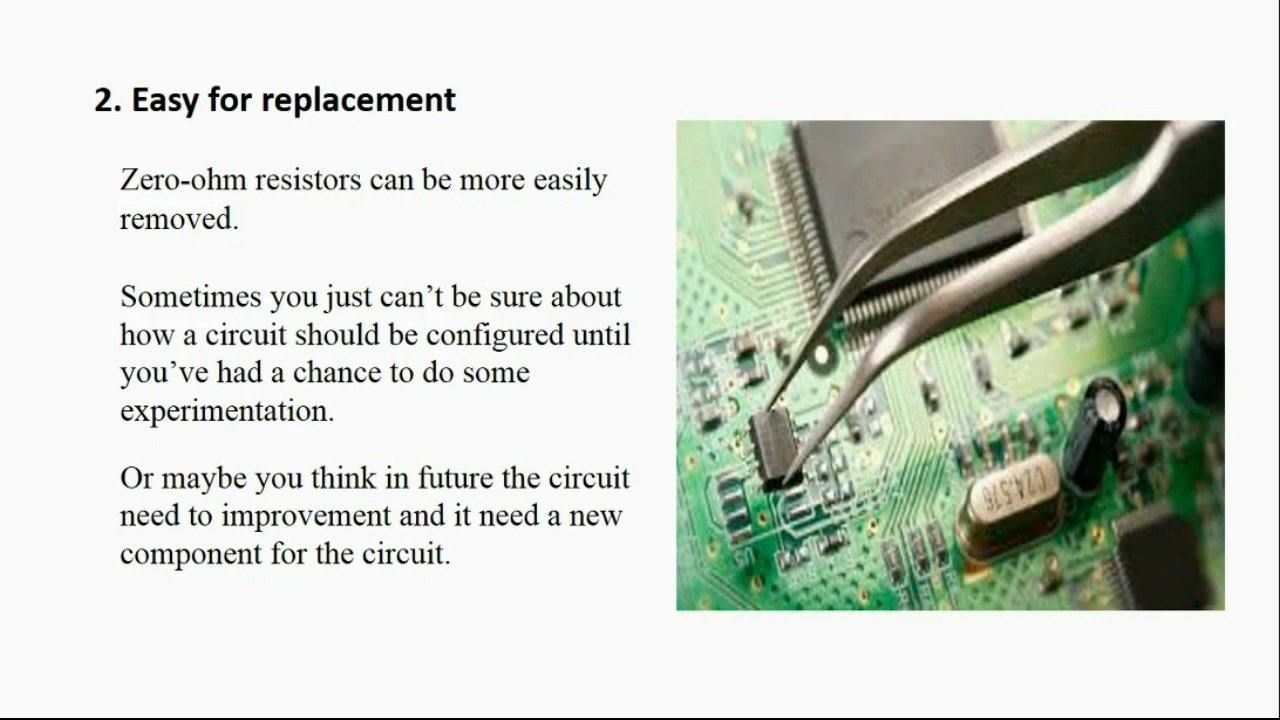 2. Easy for replacement
Zero-ohm resistors can be more easily
removed.
Sometimes you just can’t be sure about
how a circuit should be configured until
you’ve had a chance to do some
experimentation.
Or maybe you think in future the circuit
need to improvement and it need a new
component for the circuit.